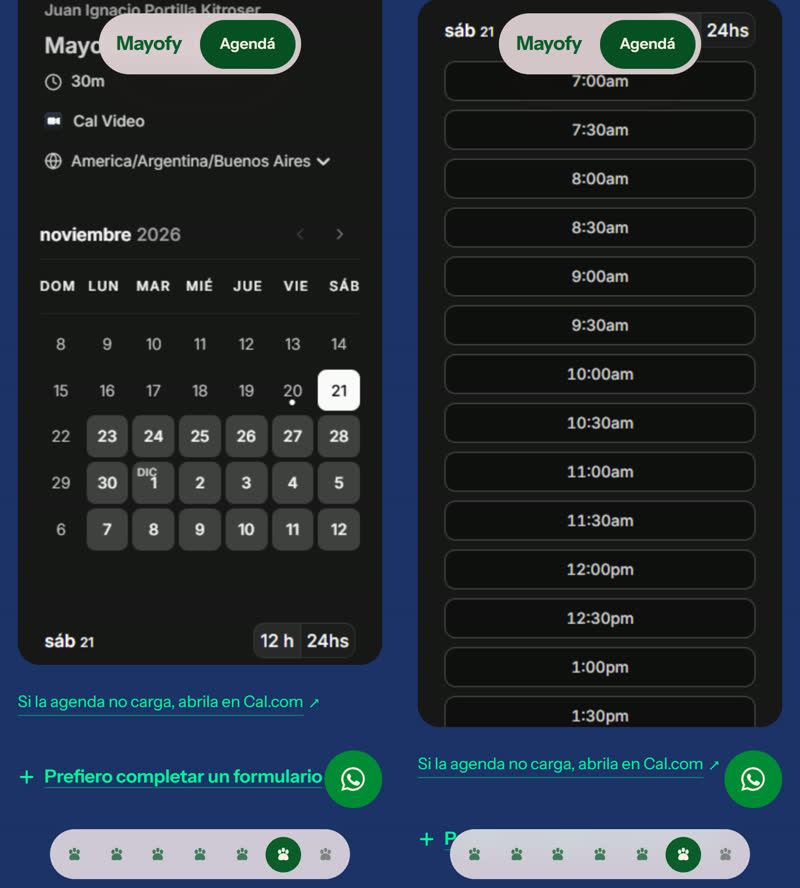 Juan Ignacio Portilla Kitroser
Mayo
Mayofy
Agendá
30m
Cal Video
America/Argentina/Buenos Aires
noviembre 2026
DOM LUN MAR MIÉ JUE VIE SÁB
8 9 10 11 12 13 14
15 16 17 18 19 20 21
22 23 24 25 26 27 28
29 30 DIC 1 2 3 4 5
6 7 8 9 10 11 12
sáb 21
12 h 24hs
Si la agenda no carga, abrila en Cal.com ↗
+ Prefiero completar un formulario
sáb 21
Mayofy
Agendá
24hs
7:00am
7:30am
8:00am
8:30am
9:00am
9:30am
10:00am
10:30am
11:00am
11:30am
12:00pm
12:30pm
1:00pm
1:30pm
Si la agenda no carga, abrila en Cal.com ↗
+ P